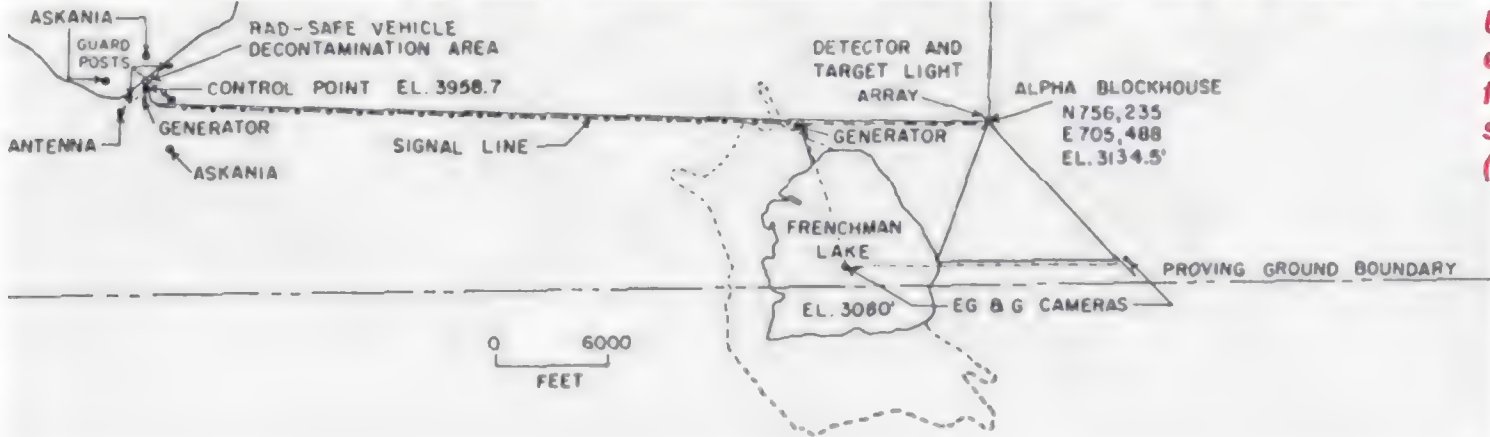 ASKANIA
GUARD
POSTS
RAD-SAFE VEHICLE
DECONTAMINATION AREA
CONTROL POINT EL. 3958.7
GENERATOR
ANTENNA
ASKANIA
SIGNAL LINE
DETECTOR AND
TARGET LIGHT
ARRAY
GENERATOR
ALPHA BLOCKHOUSE
N756,235
E705,488
EL. 3134.5'
FRENCHMAN
LAKE
EL. 3080'
EG & G CAMERAS
PROVING GROUND BOUNDARY
0 6000
FEET